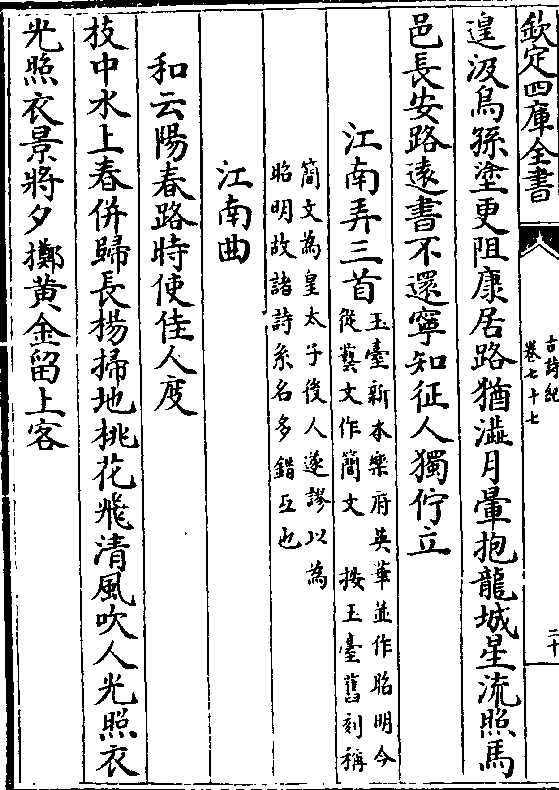 欽定四庫全書
古詩紀
卷七十七
二十
遑汲烏孫塗更阻康居路猶澁月暈抱龍城星流照馬
邑長安路遠書不還寧知征人獨佇立
江南弄三首
玉臺新本樂府英華並作昭明今
從藝文作簡文 按玉臺舊刻稱
簡文為皇太子後人遂謬以為
昭明故諸詩系名多錯互也
江南曲
和云陽春路時使佳人度
枝中水上春併歸長楊掃地桃花飛清風吹人光照衣
光照衣景將夕擲黃金留上客